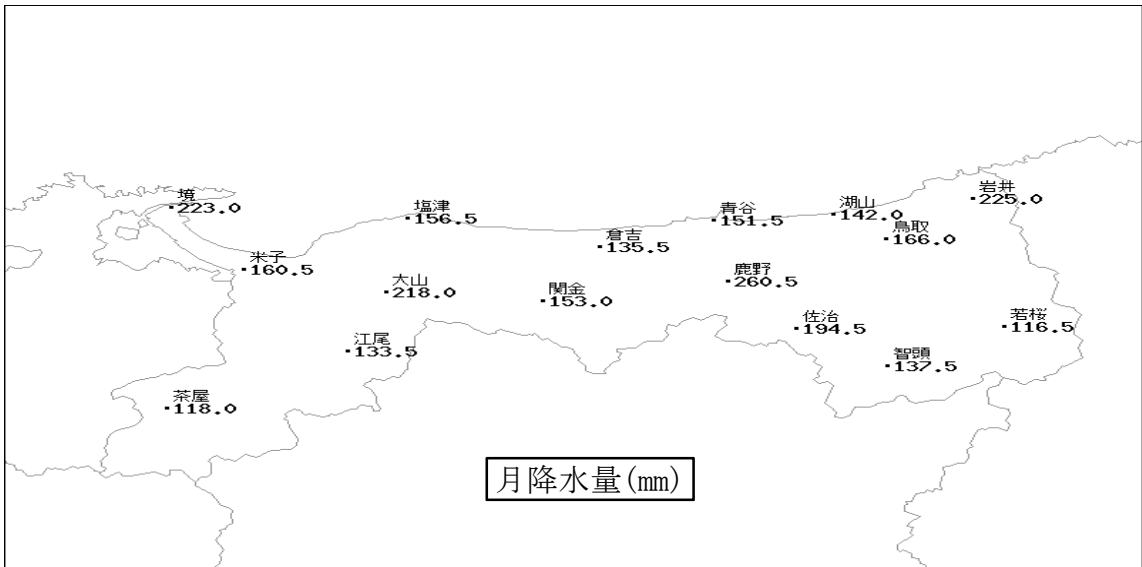 境
・223.0
塩津
・156.5
青谷
・151.5
湖山
・142.0
岩井
・225.0
鳥取
・166.0
倉吉
・135.5
米子
・160.5
大山
・218.0
関金
・153.0
鹿野
・260.5
佐治
・194.5
若桜
・116.5
江尾
・133.5
智頭
・137.5
茶屋
・118.0
月降水量(㎜)